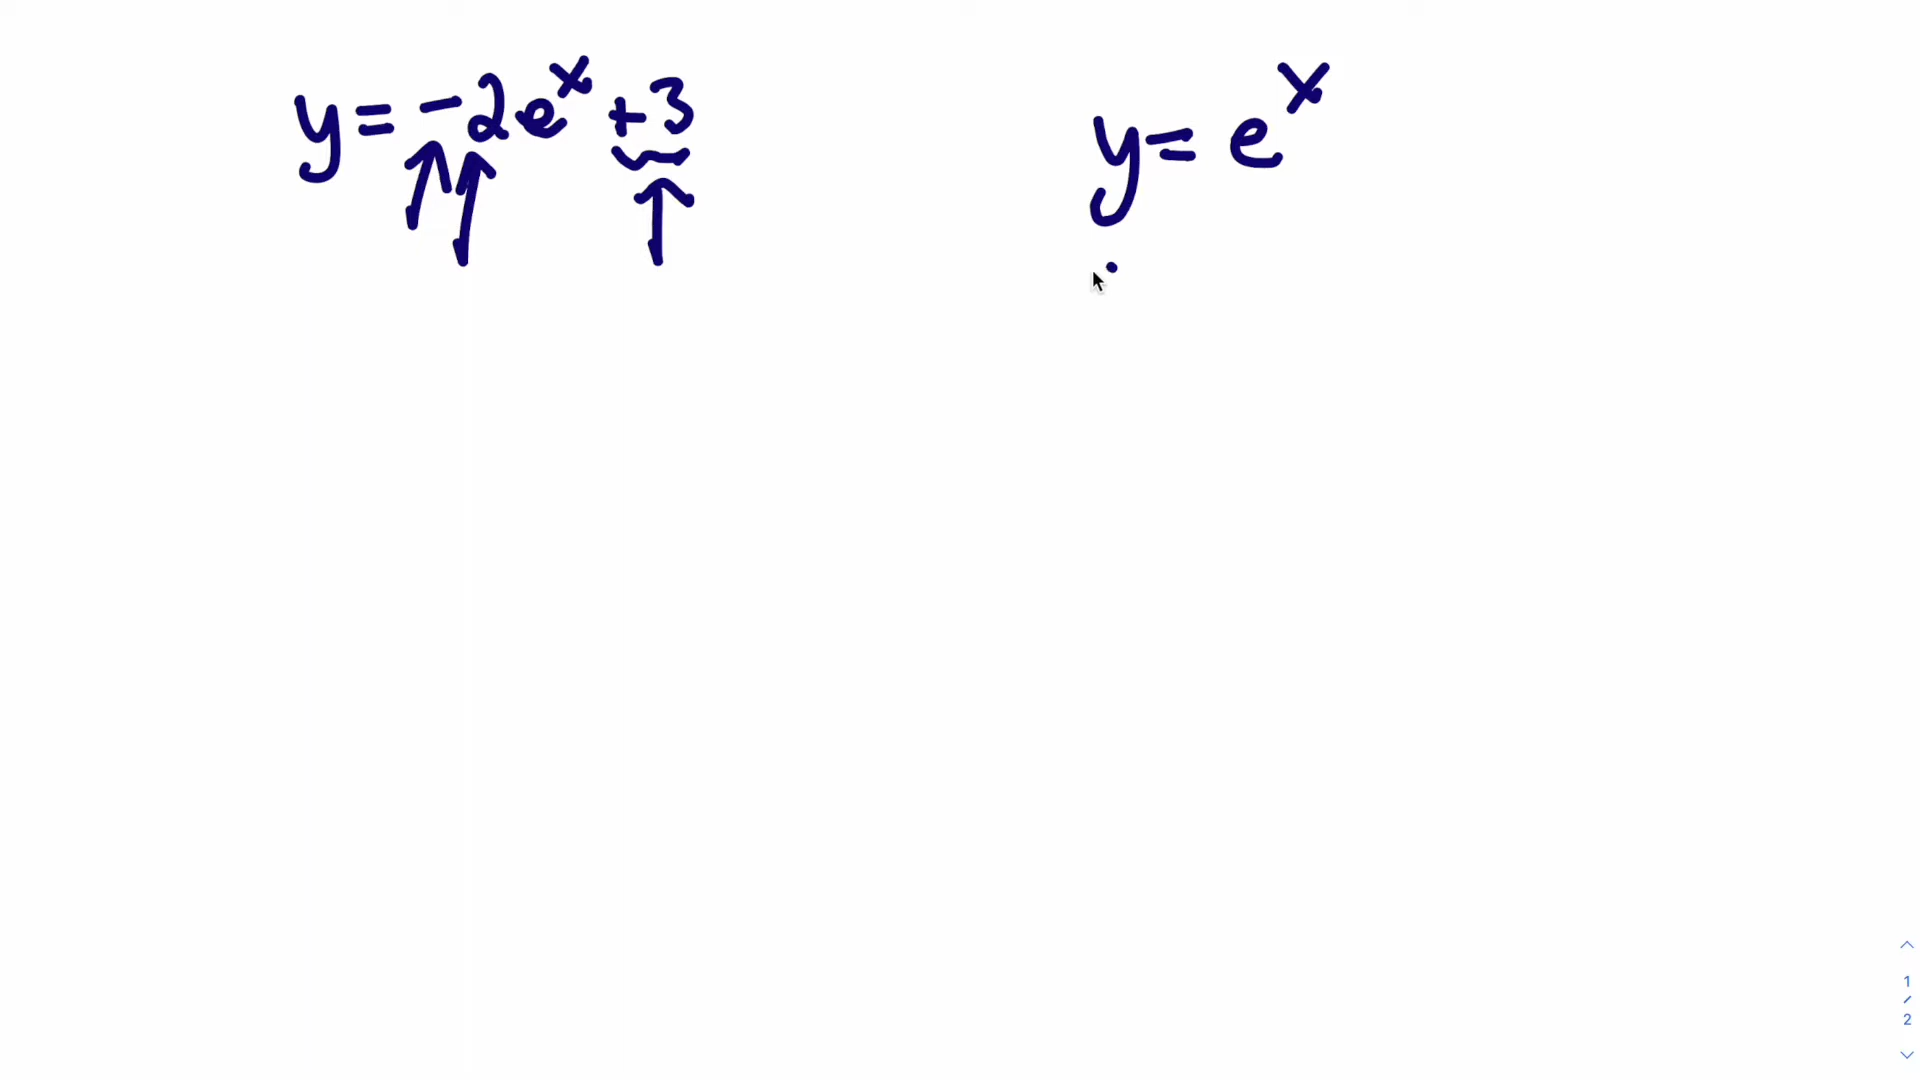 y = -2e^x + 3
y = e^x
1
/
2